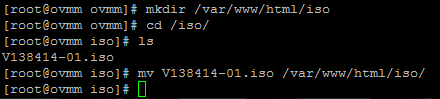 [root@ovmm ovmm]# mkdir /var/www/html/iso
[root@ovmm ovmm]# cd /iso/
[root@ovmm iso]# ls
V138414-01.iso
[root@ovmm iso]# mv V138414-01.iso /var/www/html/iso/
[root@ovmm iso]#